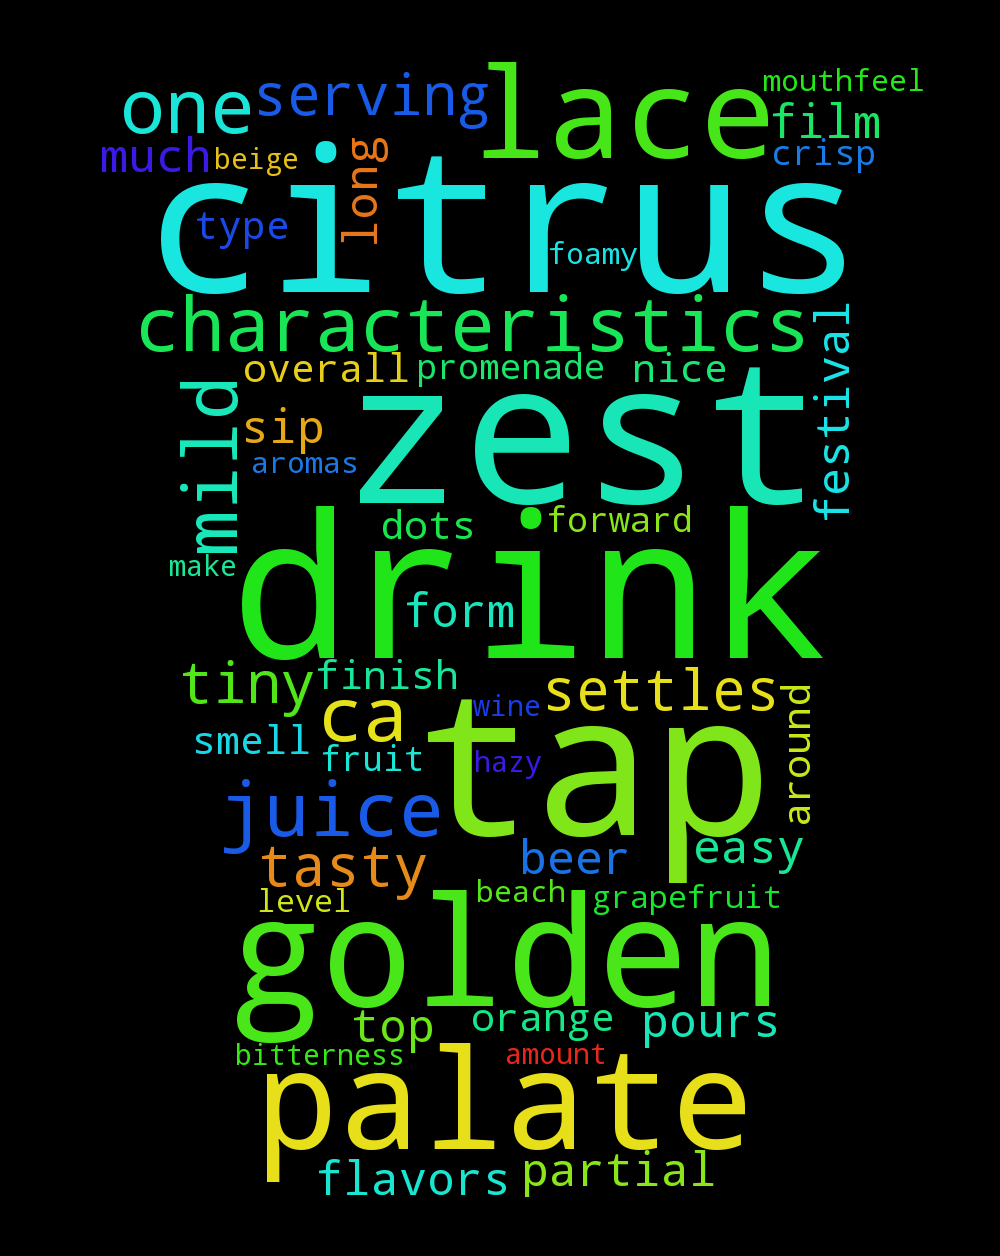 lace
mouthfeel
one
serving
film
much
beige
long
crisp
citrus
type
foamy
characteristics
festival
overall
promenade
nice
mild
zest
sip
aromas
dots
forward
make
drink
form
tiny
finish
settles
ca
wine
around
smell
fruit
hazy
tap
juice
easy
tasty
beer
level
beach
grapefruit
golden
top
orange
pours
bitterness
amount
palate
flavors
partial